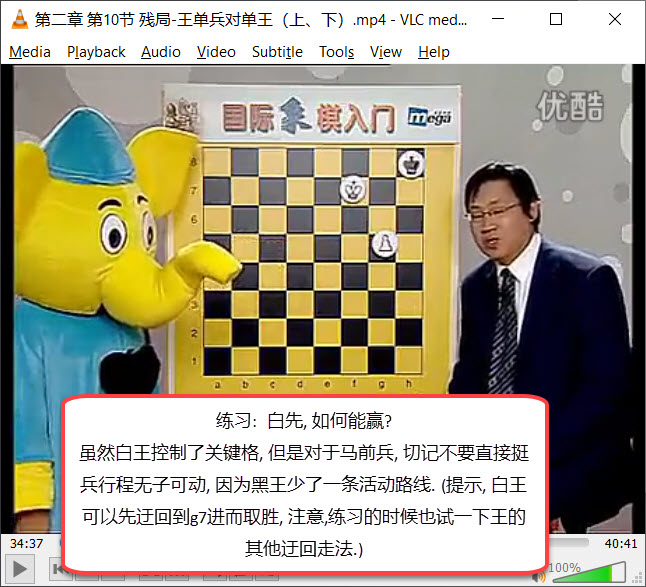 第二章 第10节 残局-王单兵对单王（上、下）.mp4 - VLC med...
Media Playback Audio Video Subtitle Tools View Help
优酷
国际象棋入门 mega
8
7
6
3
2
1
a b c d e f g h
练习: 白先, 如何能赢?
虽然白王控制了关键格, 但是对于马前兵, 切记不要直接挺
兵行程无子可动, 因为黑王少了一条活动路线. (提示, 白王
可以先迂回到g7进而取胜, 注意,练习的时候也试一下王的
其他迂回走法.)
34:37 40:41
100%